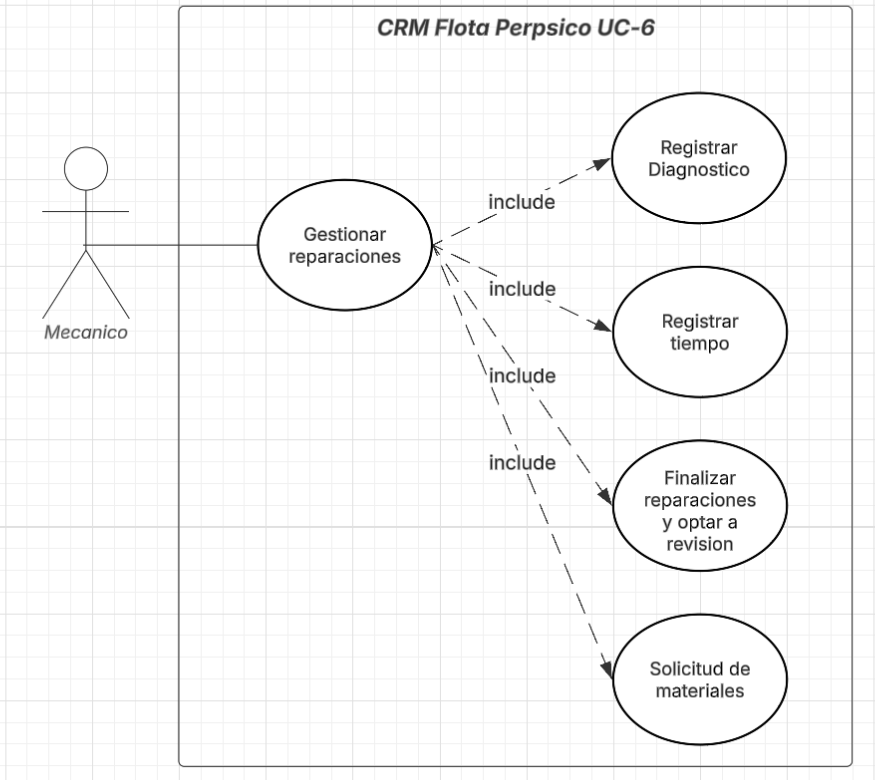 CRM Flota Perpsico UC-6
Registrar
Diagnostico
include
Gestionar
reparaciones
include
Registrar
tiempo
Mecanico
include
include
Finalizar
reparaciones
y optar a
revision
Solicitud de
materiales